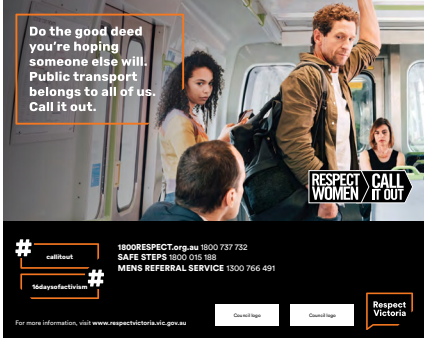 Do the good deed
you're hoping
someone else will.
Public transport
belongs to all of us.
Call it out.
RESPECT
WOMEN
CALL
IT OUT
#
callitout
16daysofactivism
#
1800RESPECT.org.au 1800 737 732
SAFE STEPS 1800 015 188
MENS REFERRAL SERVICE 1300 766 491
For more information, visit www.respectvictoria.vic.gov.au
Council logo
Council logo
Respect
Victoria